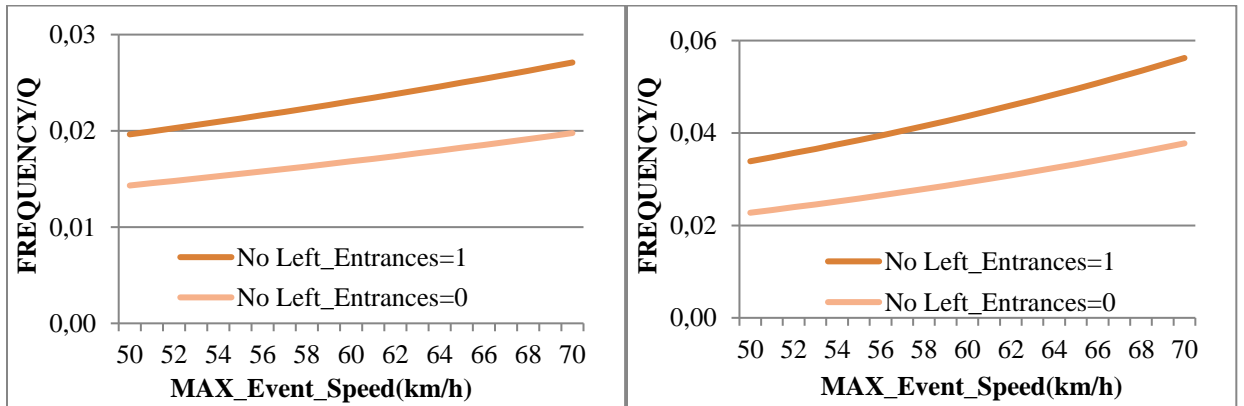 FREQUENCY/Q
0,03
0,02
0,01
0,00
No Left_Entrances=1
No Left_Entrances=0
50 52 54 56 58 60 62 64 66 68 70
MAX_Event_Speed(km/h)
FREQUENCY/Q
0,06
0,04
0,02
0,00
No Left_Entrances=1
No Left_Entrances=0
50 52 54 56 58 60 62 64 66 68 70
MAX_Event_Speed(km/h)